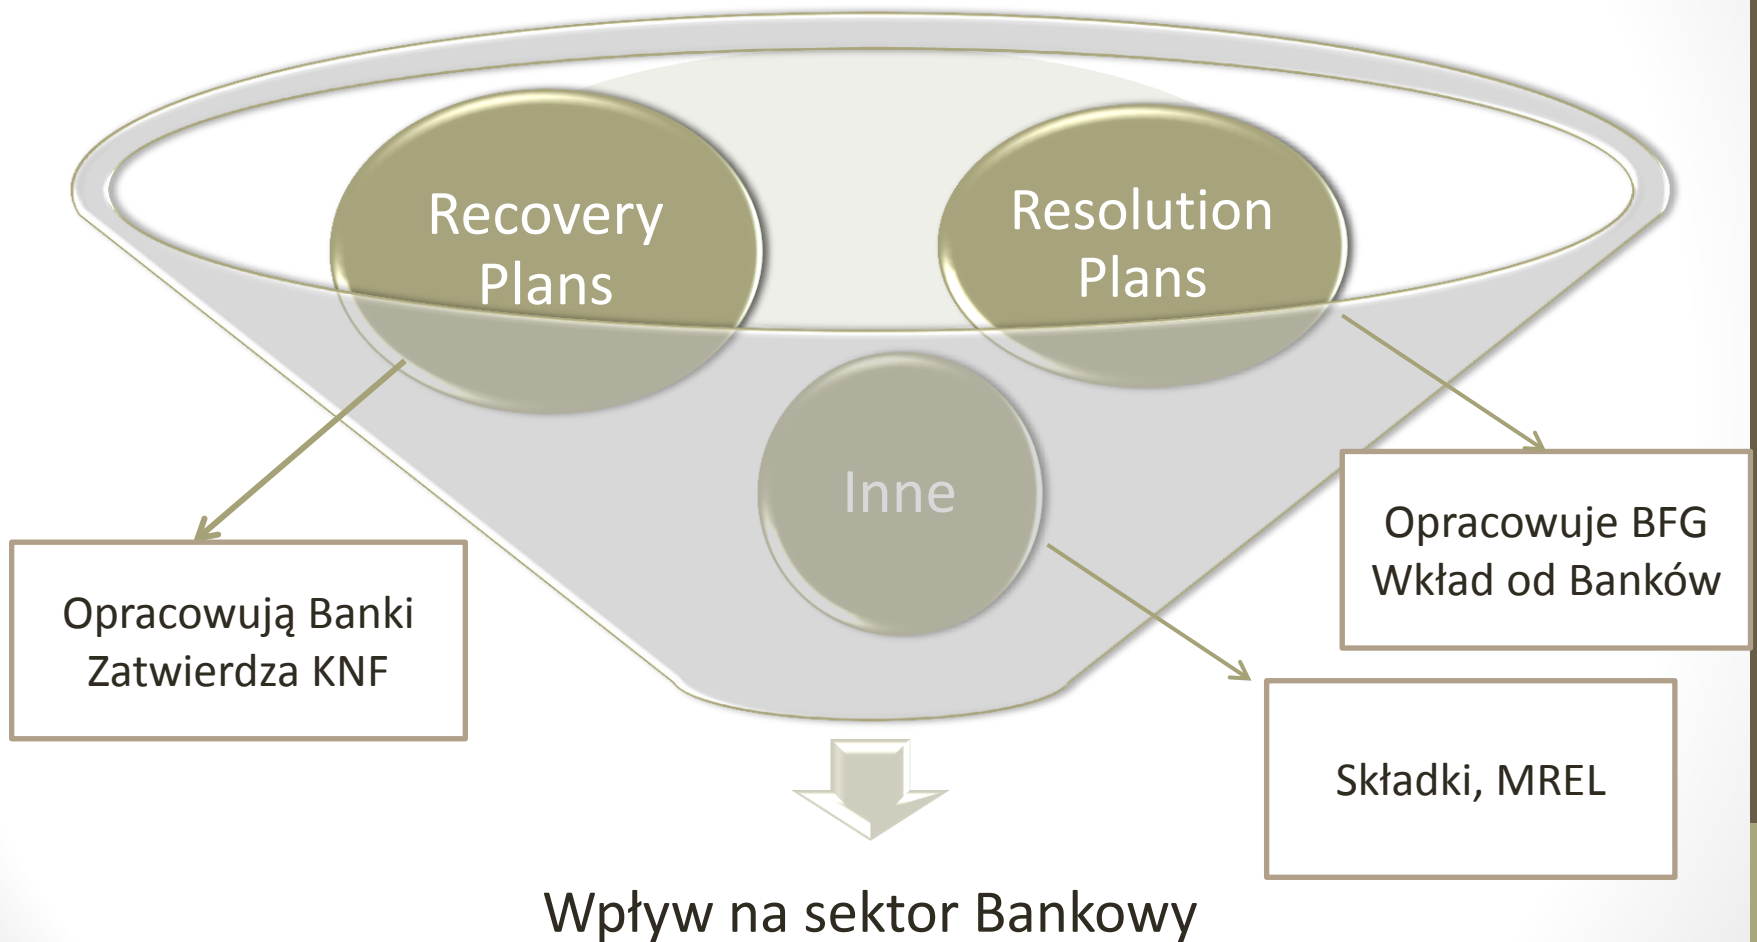 Recovery
Plans
Resolution
Plans
Inne
Opracowuje BFG
Wkład od Banków
Opracowują Banki
Zatwierdza KNF
Składki, MREL
Wpływ na sektor Bankowy